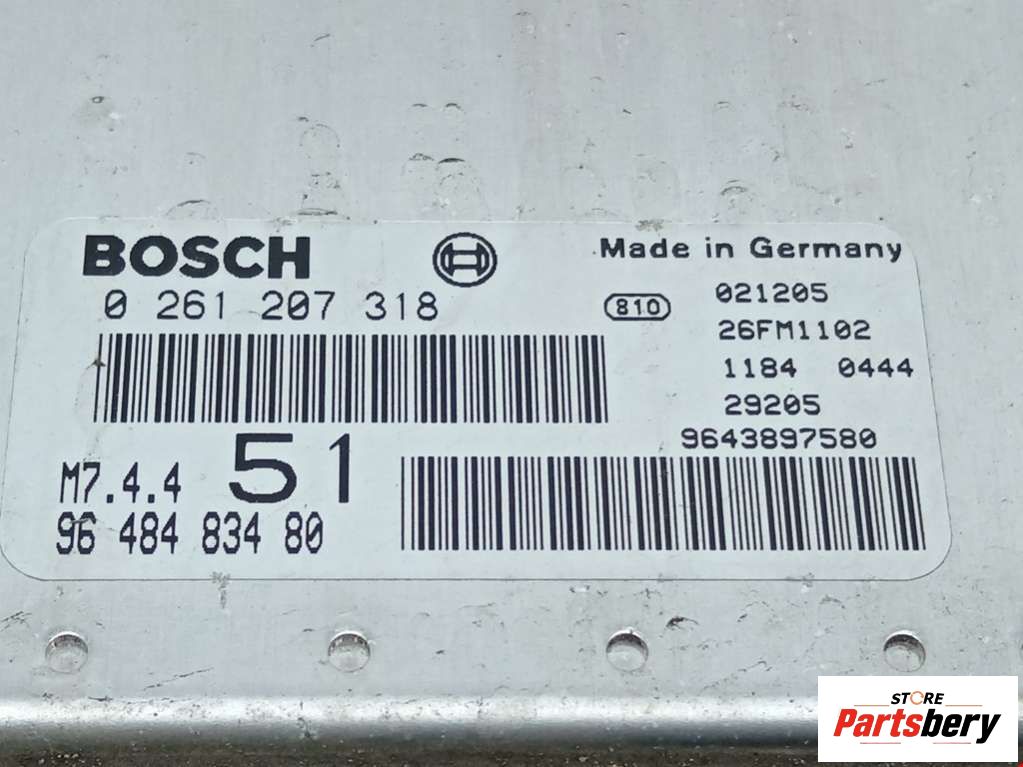 BOSCH
Made in Germany
0 261 207 318
810
021205
26FM1102
1184 0444
29205
9643897580
M7.4.4 51
96 484 834 80
STORE
Partsbery